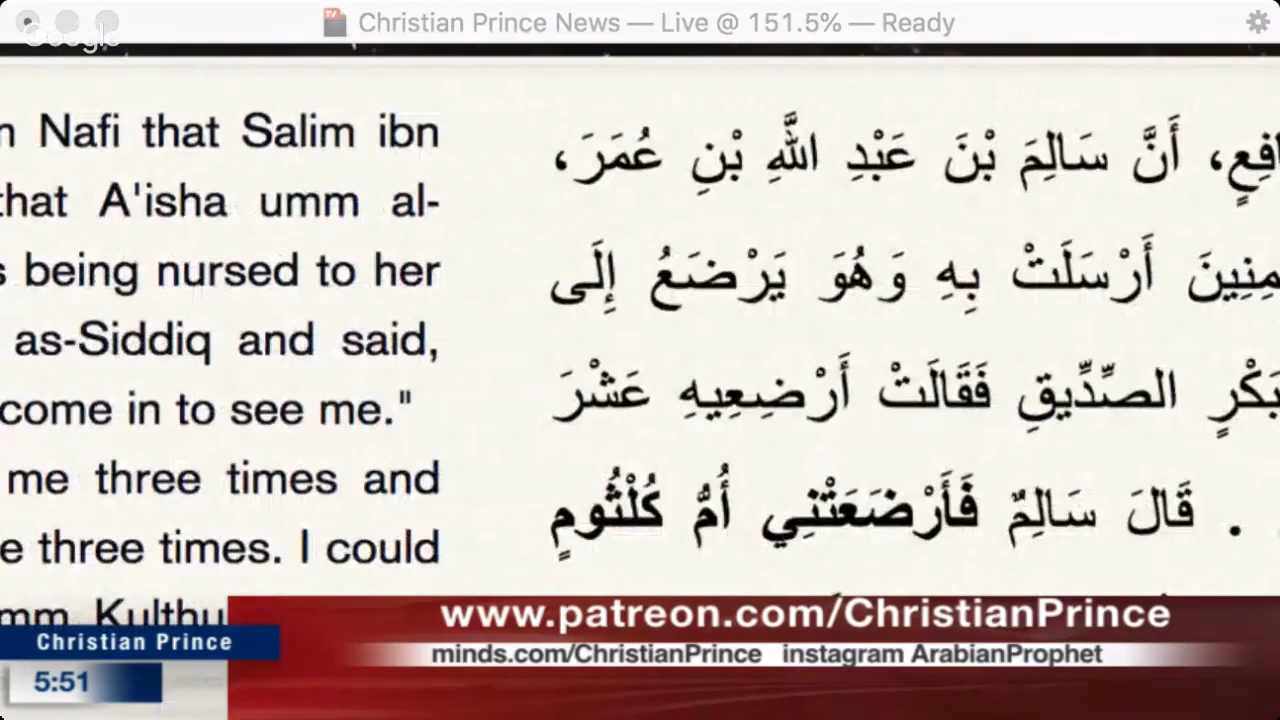 Christian Prince News — Live @ 151.5% — Ready
Google
Nafi that Salim ibn
that A'isha umm al-
being nursed to her
as-Siddiq and said,
come in to see me."
me three times and
three times. I could
Kulthu
أَنَّ سَالِمَ بْنَ عَبْدِ اللَّهِ بْنِ عُمَرَ،
أَرْسَلَتْ بِهِ وَهُوَ يَرْضَعُ إِلَى
الصِّدِّيقِ فَقَالَتْ أَرْضِعِيهِ عَشْرَ
. قَالَ سَالِمٌ فَأَرْضَعَتْنِي أُمُّ كُلْثُومٍ
www.patreon.com/ChristianPrince
Christian Prince
minds.com/ChristianPrince instagram ArabianProphet
5:51